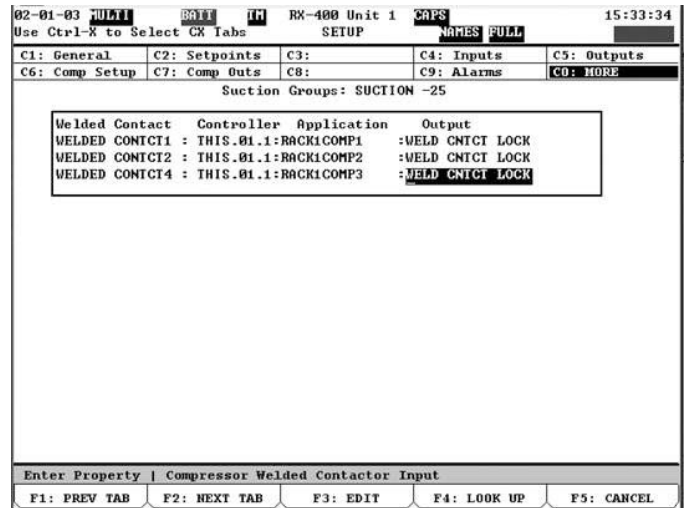 02-01-03 MULTI BATT TM RX-400 Unit 1 CAPS 15:33:34
Use Ctrl-X to Select CX Tabs SETUP NAMES FULL
C1: General C2: Setpoints C3: C4: Inputs C5: Outputs
C6: Comp Setup C7: Comp Outs C8: C9: Alarms C0: MORE
Suction Groups: SUCTION -25
Welded Contact Controller Application Output
WELDED CONTCT1 : THIS.01.1:RACK1COMP1 :WELD CNTCT LOCK
WELDED CONTCT2 : THIS.01.1:RACK1COMP2 :WELD CNTCT LOCK
WELDED CONTCT4 : THIS.01.1:RACK1COMP3 :WELD CNTCT LOCK
Enter Property | Compressor Welded Contactor Input
F1: PREV TAB F2: NEXT TAB F3: EDIT F4: LOOK UP F5: CANCEL